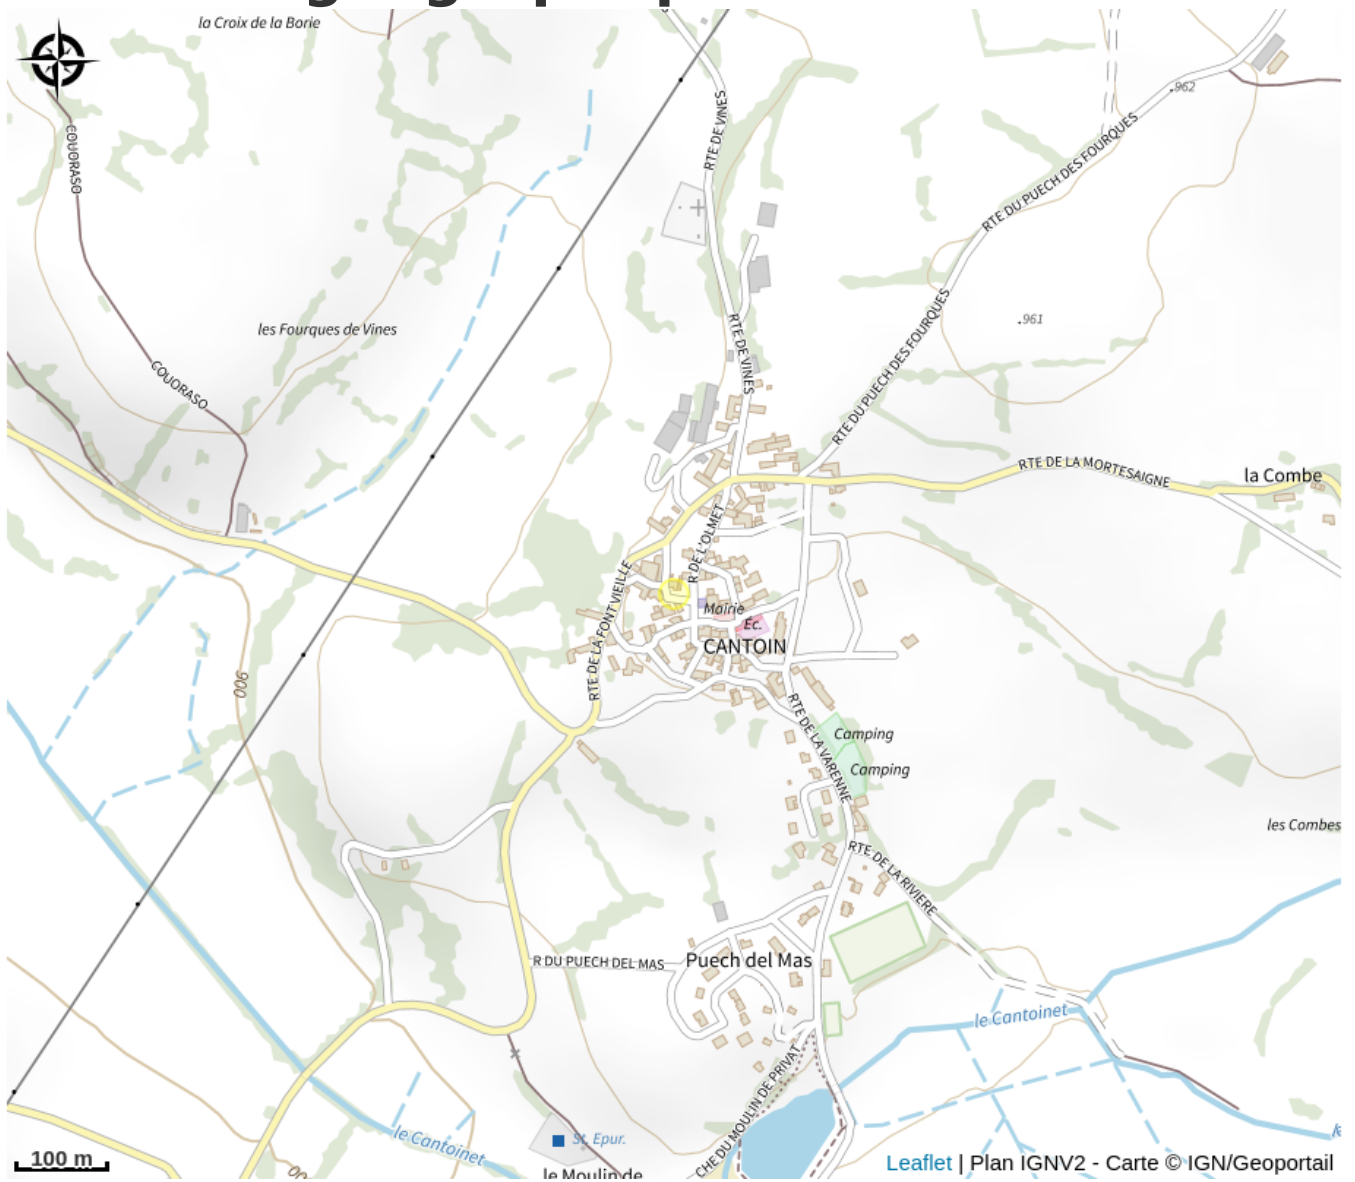 la Croix de la Borie
COUORASO
RTE DE VINES
.962
RTE DU PUECH DES FOURQUES
les Fourques de Vines
.961
RTE DE VINES
RTE DU PUECH DES FOURQUES
COUORASO
RTE DE LA MORTESAIGNE
la Combe
R DE L'OLMET
RTE DE LA FONT VIEILLE
Mairie
Éc.
CANTOIN
900
RTE DE LA VARENNE
Camping
Camping
les Combes
RTE DE LA RIVIERE
R DU PUECH DEL MAS
Puech del Mas
le Cantoinet
CHE DU MOULIN DE PRIVAT
St. Epur.
le Cantoinet
le Moulin de
100 m
Leaflet | Plan IGNV2 - Carte © IGN/Geoportail